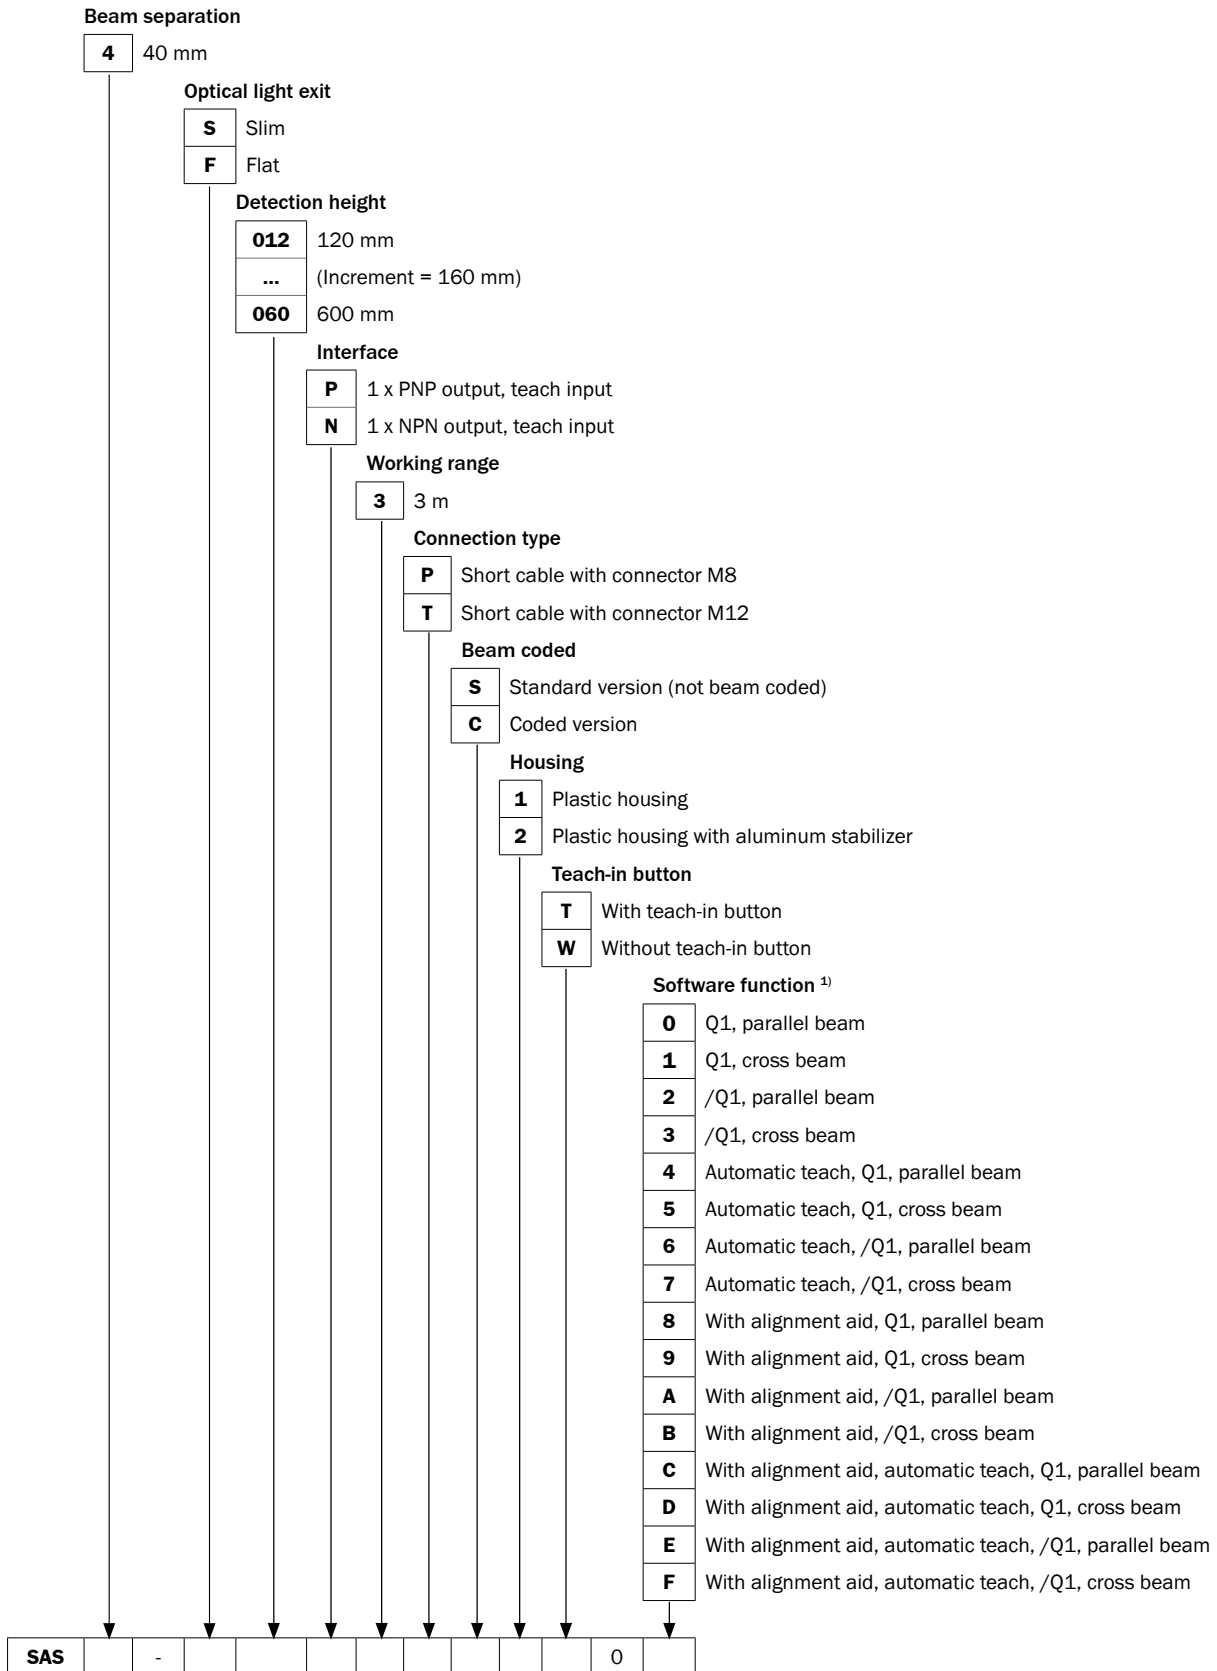 Beam separation
4 40 mm
Optical light exit
S Slim
F Flat
Detection height
012 120 mm
... (Increment = 160 mm)
060 600 mm
Interface
P 1 x PNP output, teach input
N 1 x NPN output, teach input
Working range
3 3 m
Connection type
P Short cable with connector M8
T Short cable with connector M12
Beam coded
S Standard version (not beam coded)
C Coded version
Housing
1 Plastic housing
2 Plastic housing with aluminum stabilizer
Teach-in button
T With teach-in button
W Without teach-in button
Software function 1)
0 Q1, parallel beam
1 Q1, cross beam
2 /Q1, parallel beam
3 /Q1, cross beam
4 Automatic teach, Q1, parallel beam
5 Automatic teach, Q1, cross beam
6 Automatic teach, /Q1, parallel beam
7 Automatic teach, /Q1, cross beam
8 With alignment aid, Q1, parallel beam
9 With alignment aid, Q1, cross beam
A With alignment aid, /Q1, parallel beam
B With alignment aid, /Q1, cross beam
C With alignment aid, automatic teach, Q1, parallel beam
D With alignment aid, automatic teach, Q1, cross beam
E With alignment aid, automatic teach, /Q1, parallel beam
F With alignment aid, automatic teach, /Q1, cross beam
SAS - 0